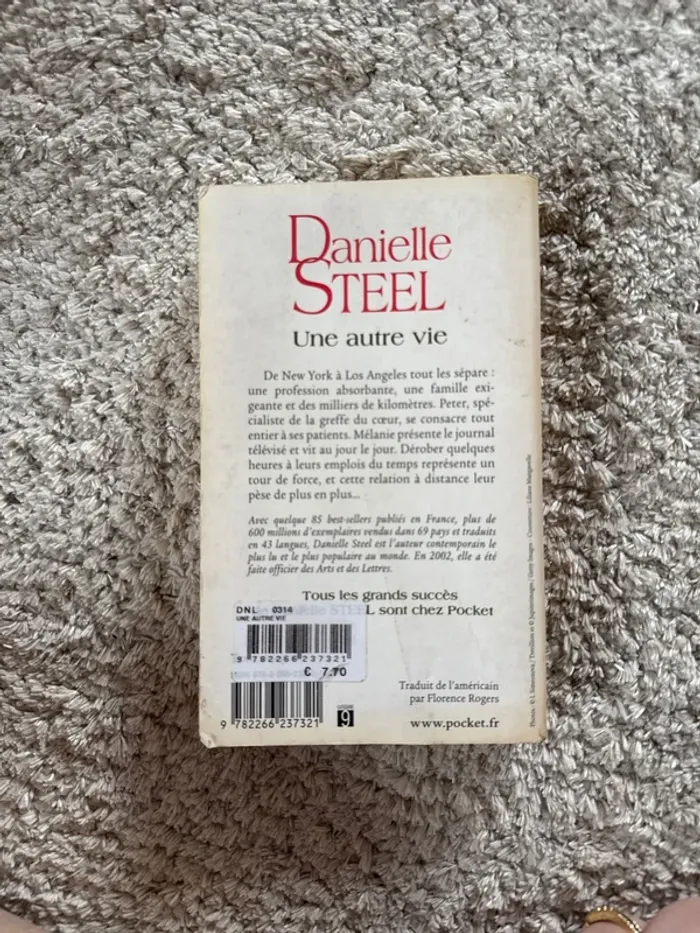 Danielle
STEEL
Une autre vie
De New York à Los Angeles tout les sépare :
une profession absorbante, une famille exi-
geante et des milliers de kilomètres. Peter, spé-
cialiste de la greffe du cœur, se consacre tout
entier à ses patients. Mélanie présente le journal
télévisé et vit au jour le jour. Dérober quelques
heures à leurs emplois du temps représente un
tour de force, et cette relation à distance leur
pèse de plus en plus...
Avec quelque 85 best-sellers publiés en France, plus de
600 millions d'exemplaires vendus dans 69 pays et traduits
en 43 langues, Danielle Steel est l'auteur contemporain le
plus lu et le plus populaire au monde. En 2002, elle a été
faite officier des Arts et des Lettres.
Tous les grands succès
STEEL sont chez Pocket
DNL 0314
UNE AUTRE VIE
9 782266 237321
€ 7.70
9 782266 237321
9
Traduit de l'américain
par Florence Rogers
www.pocket.fr